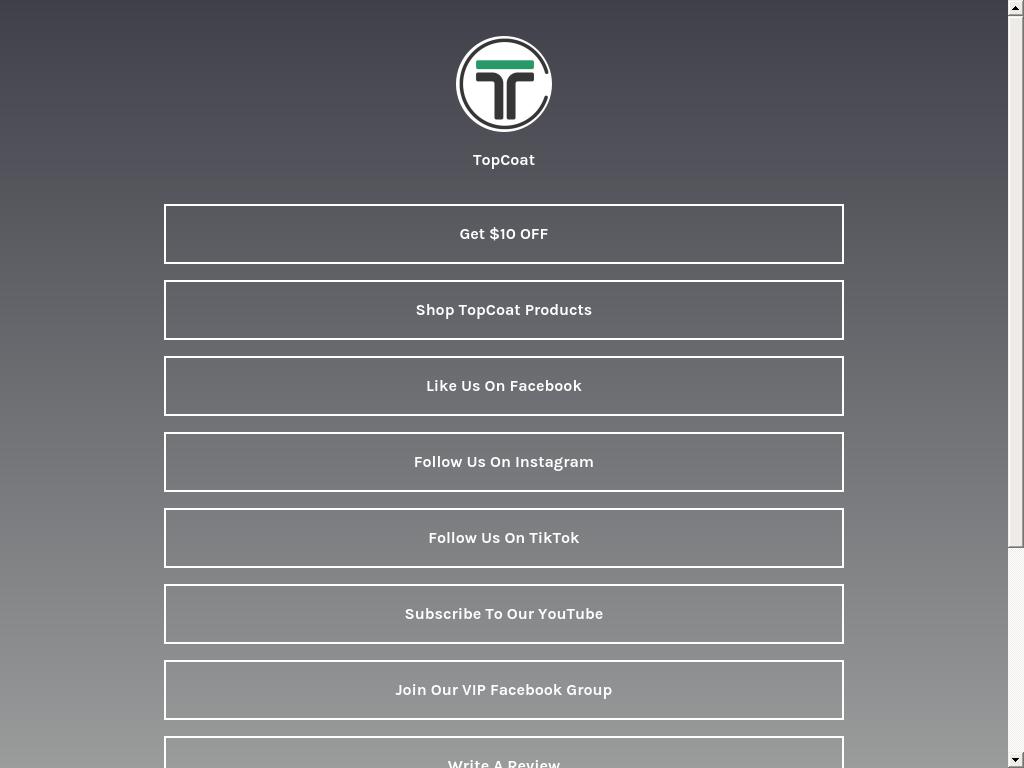 TopCoat
Get $10 OFF
Shop TopCoat Products
Like Us On Facebook
Follow Us On Instagram
Follow Us On TikTok
Subscribe To Our YouTube
Join Our VIP Facebook Group
Write A Review